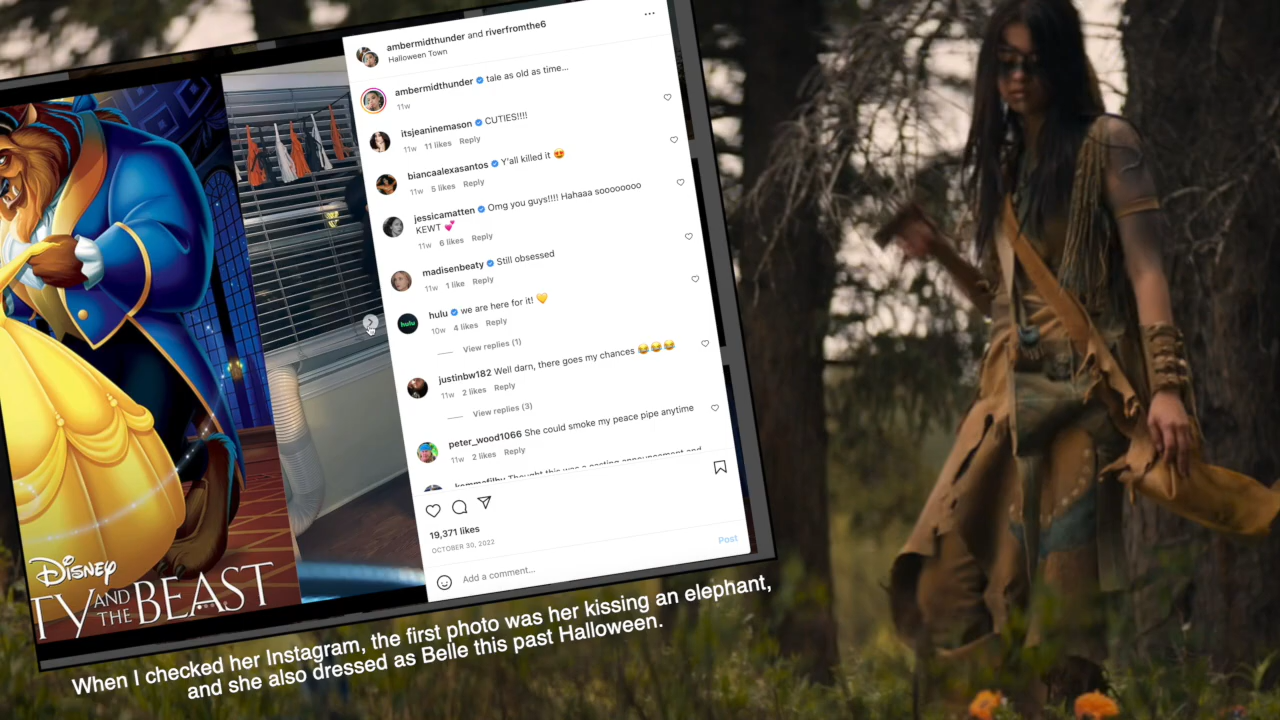 ambermidthunder and riverfromthe6
Halloween Town
ambermidthunder tale as old as time...
11w
itsjeaninemason CUTIES!!!!
11w 11 likes Reply
biancaalexasantos Y'all killed it 😍
11w 5 likes Reply
jessicamatten Omg you guys!!!! Hahaaa soooooooo
KEWT 💕
11w 6 likes Reply
madisenbeaty Still obsessed
11w 1 like Reply
hulu
hulu we are here for it! 💛
10w 4 likes Reply
View replies (1)
justinbw182 Well darn, there goes my chances 😂😂😂
11w 2 likes Reply
View replies (3)
peter_wood1066 She could smoke my peace pipe anytime
11w 2 likes Reply
19,371 likes
OCTOBER 30, 2022
Add a comment...
Post
Disney
TY AND THE BEAST
When I checked her Instagram, the first photo was her kissing an elephant,
and she also dressed as Belle this past Halloween.